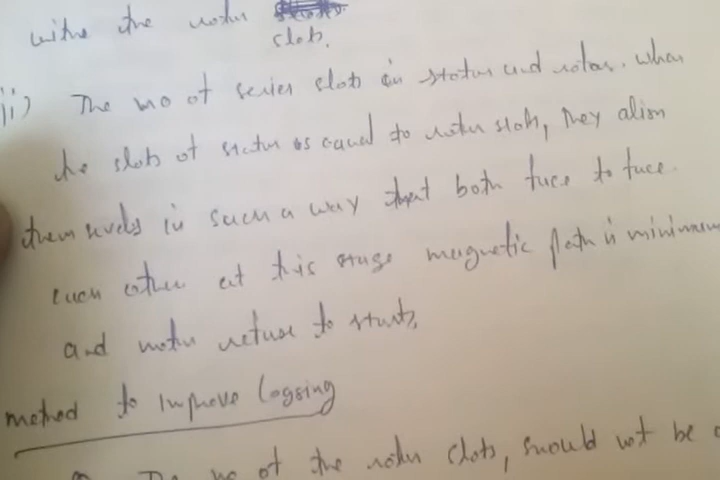 with the rotor
slots.
ii) The no of series slots in stator and rotor. when
the slots of stator is equal to rotor slots, They align
themselves in such a way that both face to face
each other at this stage magnetic path is minimum
and motor refuse to starts,
method to improve Cogging
The no of the rotor slots, should not be